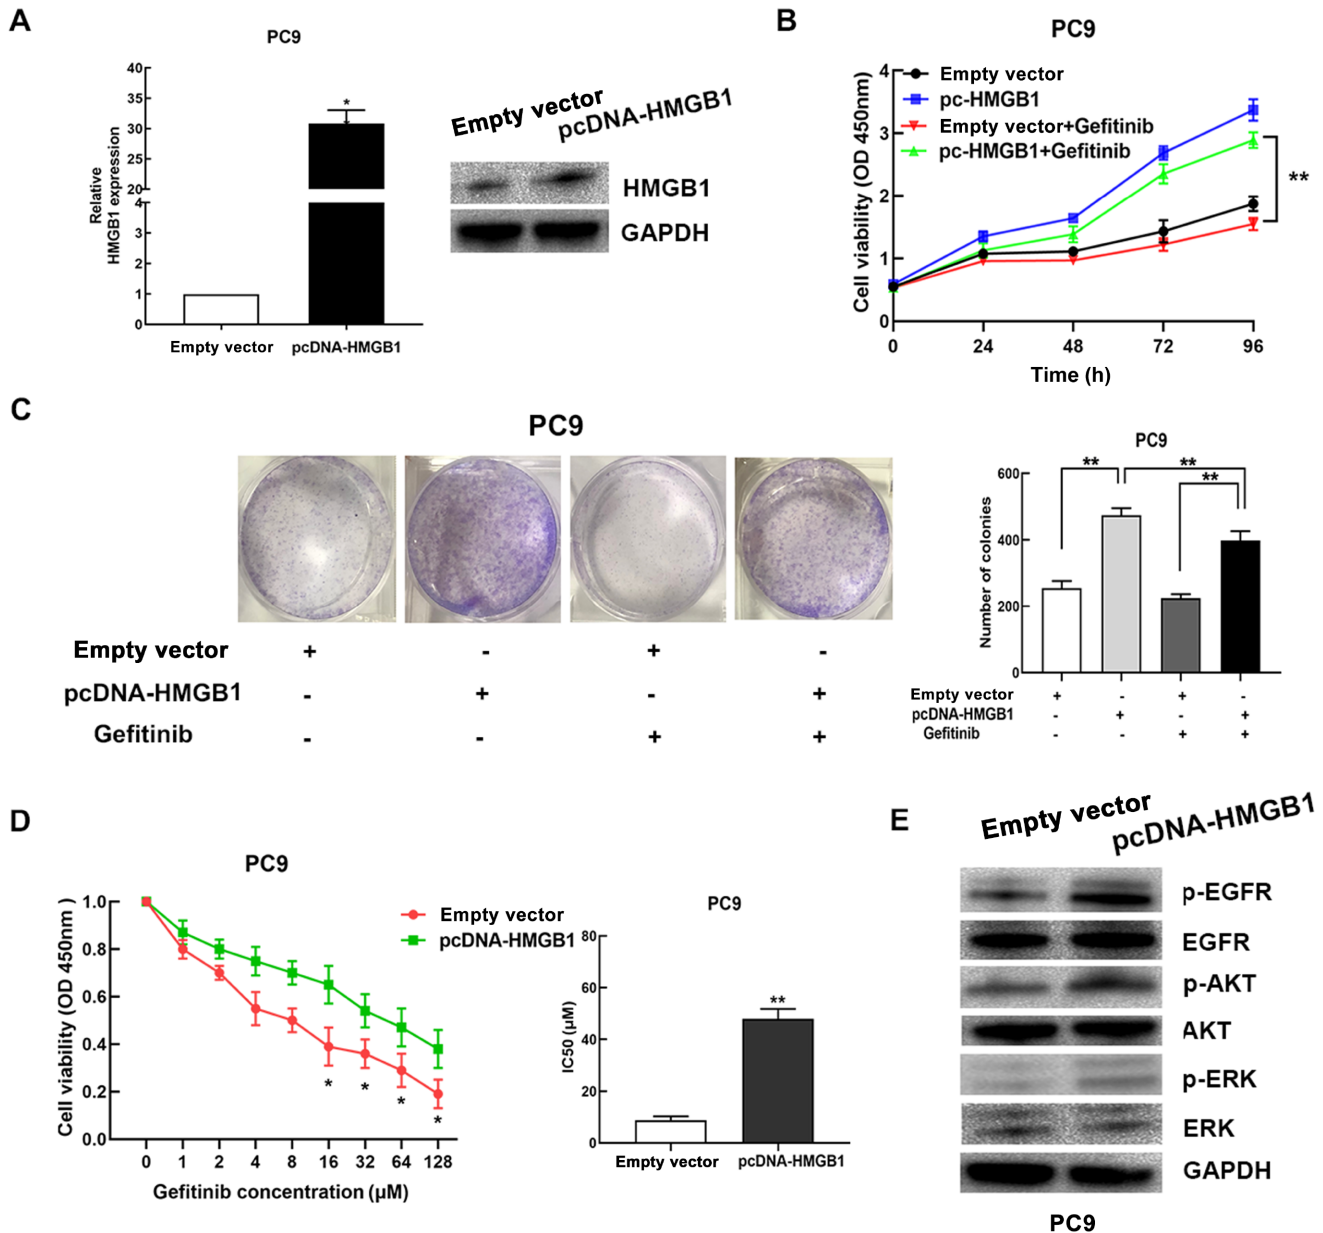 A
PC9
Relative
HMGB1 expression
40
35
30
25
20
4
3
2
1
0
*
Empty vector
pcDNA-HMGB1
Empty vector
pcDNA-HMGB1
HMGB1
GAPDH
B
PC9
Cell viability (OD 450nm)
4
3
2
1
0
Empty vector
pc-HMGB1
Empty vector+Gefitinib
pc-HMGB1+Gefitinib
**
0 24 48 72 96
Time (h)
C
PC9
Empty vector + - + -
pcDNA-HMGB1 - + - +
Gefitinib - - + +
PC9
Number of colonies
600
400
200
0
** **
**
Empty vector + - + -
pcDNA-HMGB1 - + - +
Gefitinib - - + +
D
PC9
Cell viability (OD 450nm )
1.0
0.8
0.6
0.4
0.2
0.0
Empty vector
pcDNA-HMGB1
* * * *
0 1 2 4 8 16 32 64 128
Gefitinib concentration (μM)
PC9
IC50 (μM)
80
60
40
20
0
**
Empty vector
pcDNA-HMGB1
E
Empty vector
pcDNA-HMGB1
p-EGFR
EGFR
p-AKT
AKT
p-ERK
ERK
GAPDH
PC9